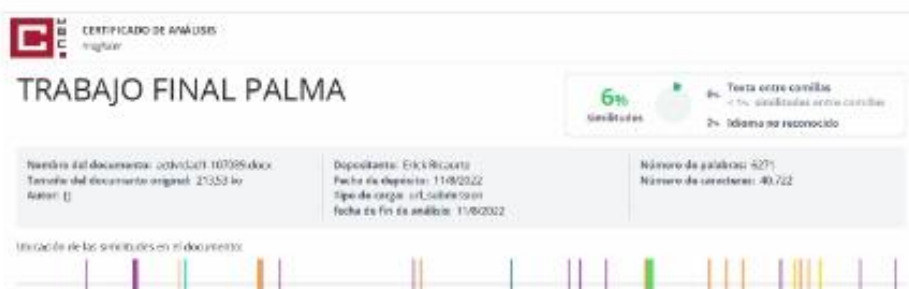 CERTIFICADO DE ANÁLISIS
magister
TRABAJO FINAL PALMA
6%
Similitudes
Texto entre comillas
< 1% similitudes entre comillas
2% Idioma no reconocido
Nombre del documento: actividad1-107089.docx
Tamaño del documento original: 213,53 ko
Autor: []
Depositante: Erick Ricaurte
Fecha de depósito: 11/8/2022
Tipo de carga: url_submission
fecha de fin de análisis: 11/8/2022
Número de palabras: 6271
Número de caracteres: 40.722
Ubicación de las similitudes en el documento: